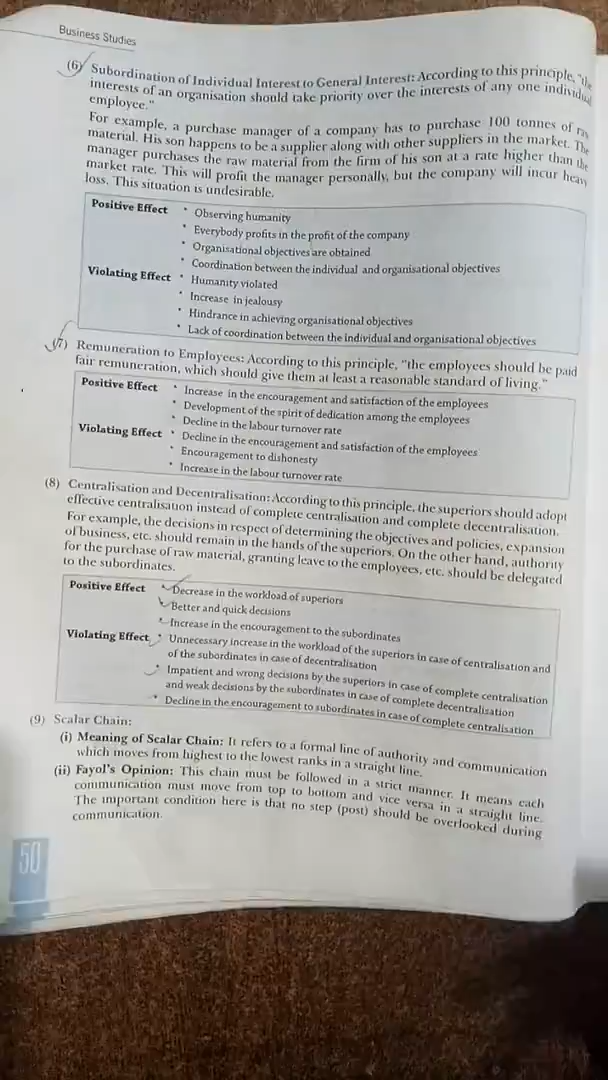 Business Studies
(6) Subordination of Individual Interest to General Interest: According to this principle, "the
interests of an organisation should take priority over the interests of any one individual
employee."
For example, a purchase manager of a company has to purchase 100 tonnes of raw
material. His son happens to be a supplier along with other suppliers in the market. The
manager purchases the raw material from the firm of his son at a rate higher than the
market rate. This will profit the manager personally, but the company will incur heavy
loss. This situation is undesirable.
Positive Effect • Observing humanity
• Everybody profits in the profit of the company
• Organisational objectives are obtained
• Coordination between the individual and organisational objectives
Violating Effect • Humanity violated
• Increase in jealousy
• Hindrance in achieving organisational objectives
• Lack of coordination between the individual and organisational objectives
(7) Remuneration to Employees: According to this principle, "the employees should be paid
fair remuneration, which should give them at least a reasonable standard of living."
Positive Effect • Increase in the encouragement and satisfaction of the employees
• Development of the spirit of dedication among the employees
• Decline in the labour turnover rate
Violating Effect • Decline in the encouragement and satisfaction of the employees
• Encouragement to dishonesty
• Increase in the labour turnover rate
(8) Centralisation and Decentralisation: According to this principle, the superiors should adopt
effective centralisation instead of complete centralisation and complete decentralisation.
For example, the decisions in respect of determining the objectives and policies, expansion
of business, etc. should remain in the hands of the superiors. On the other hand, authority
for the purchase of raw material, granting leave to the employees, etc. should be delegated
to the subordinates.
Positive Effect • Decrease in the workload of superiors
• Better and quick decisions
• Increase in the encouragement to the subordinates
Violating Effect • Unnecessary increase in the workload of the superiors in case of centralisation and
of the subordinates in case of decentralisation
• Impatient and wrong decisions by the superiors in case of complete centralisation
and weak decisions by the subordinates in case of complete decentralisation
• Decline in the encouragement to subordinates in case of complete centralisation
(9) Scalar Chain:
(i) Meaning of Scalar Chain: It refers to a formal line of authority and communication
which moves from highest to the lowest ranks in a straight line.
(ii) Fayol's Opinion: This chain must be followed in a strict manner. It means each
communication must move from top to bottom and vice versa in a straight line.
The important condition here is that no step (post) should be overlooked during
communication.
50